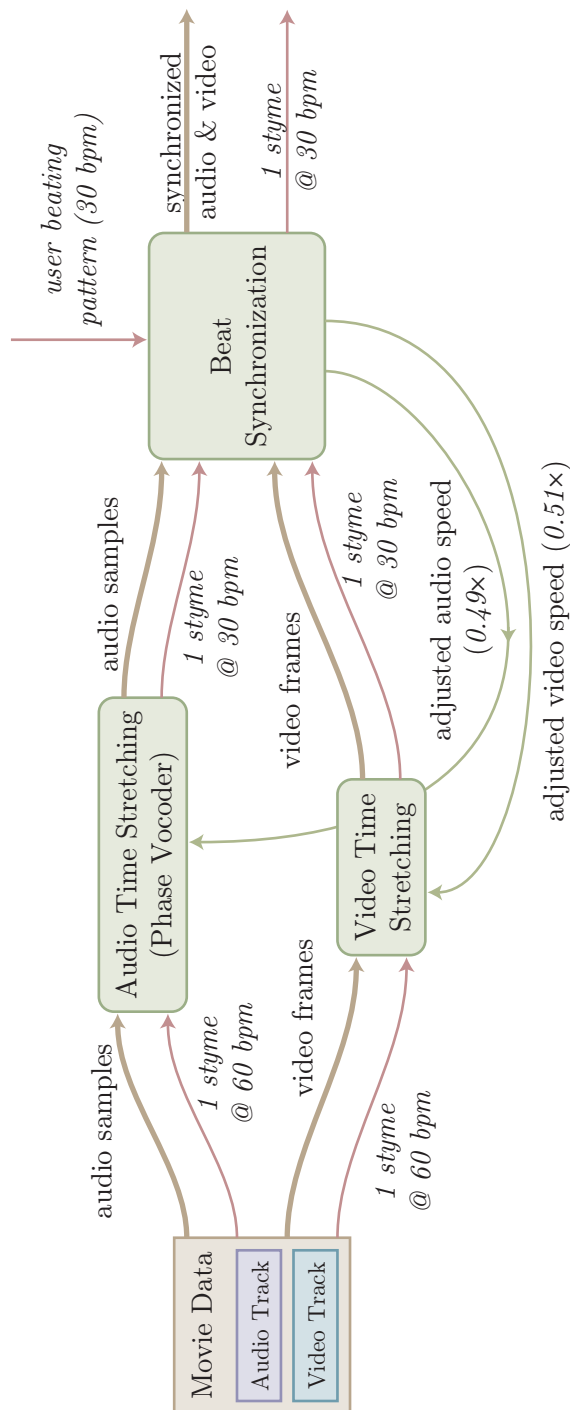 user beating
pattern (30 bpm)
Movie Data
Audio Track
Video Track
audio samples
1 styme
@ 60 bpm
video frames
1 styme
@ 60 bpm
Audio Time Stretching
(Phase Vocoder)
Video Time
Stretching
audio samples
1 styme
@ 30 bpm
video frames
1 styme
@ 30 bpm
Beat
Synchronization
synchronized
audio & video
1 styme
@ 30 bpm
adjusted audio speed
(0.49×)
adjusted video speed (0.51×)